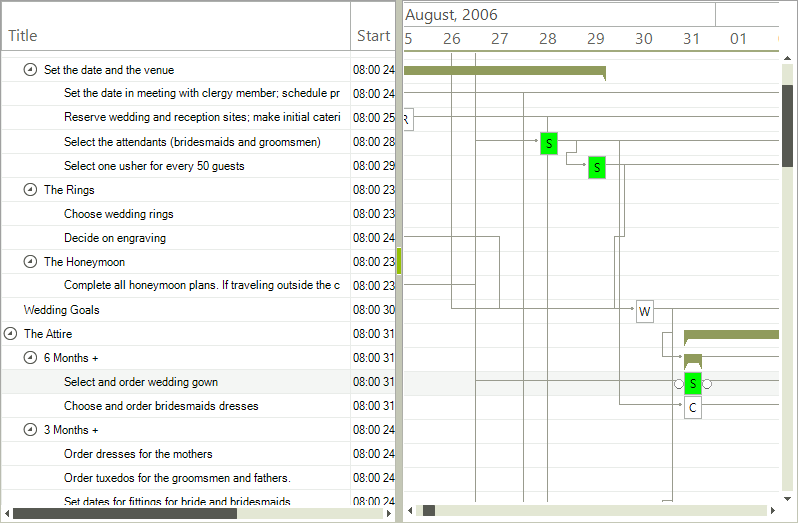 August, 2006
Title Start
5 26 27 28 29 30 31 01
Set the date and the venue 08:00 24
Set the date in meeting with clergy member; schedule pr 08:00 24
Reserve wedding and reception sites; make initial cateri 08:00 25 R
Select the attendants (bridesmaids and groomsmen) 08:00 28 S
Select one usher for every 50 guests 08:00 29 S
The Rings 08:00 23
Choose wedding rings 08:00 23
Decide on engraving 08:00 24
The Honeymoon 08:00 23
Complete all honeymoon plans. If traveling outside the c 08:00 23
Wedding Goals 08:00 30 W
The Attire 08:00 31
6 Months + 08:00 31
Select and order wedding gown 08:00 31 S
Choose and order bridesmaids dresses 08:00 31 C
3 Months + 08:00 24
Order dresses for the mothers 08:00 24
Order tuxedos for the groomsmen and fathers. 08:00 24
Set dates for fittings for bride and bridesmaids 08:00 24